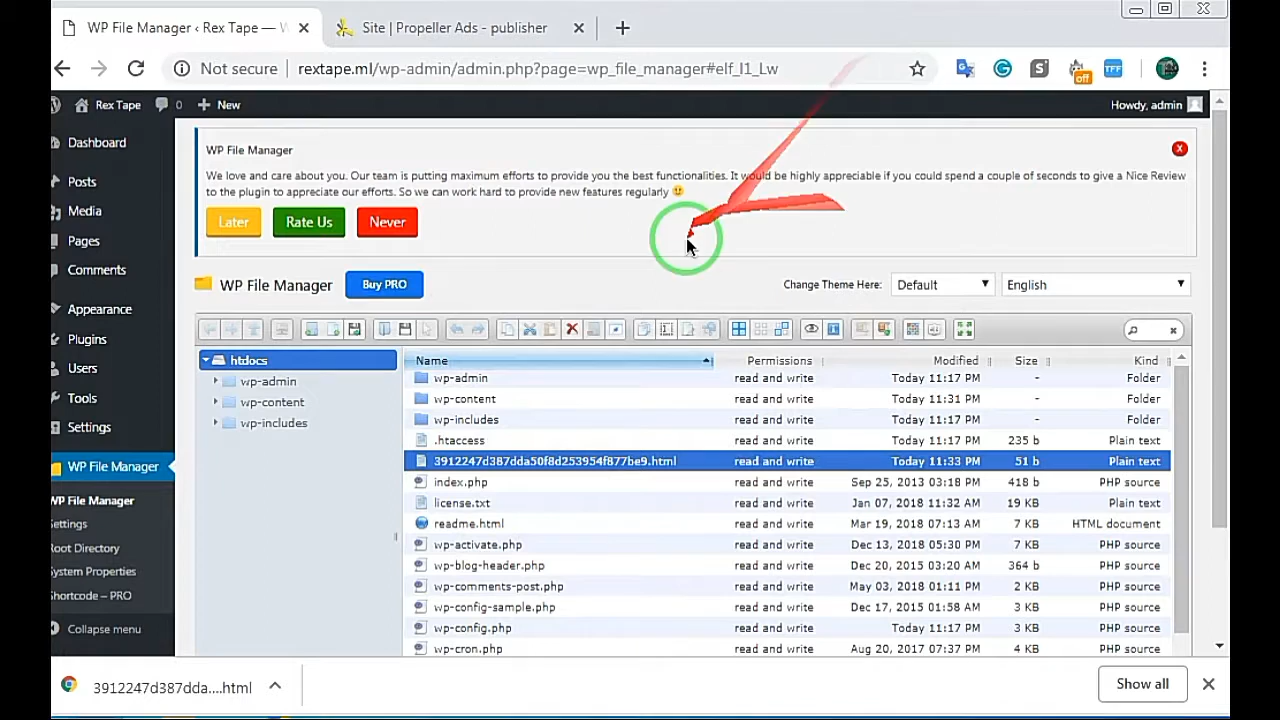 WP File Manager ‹ Rex Tape —
Site | Propeller Ads - publisher
Not secure
rextape.ml/wp-admin/admin.php?page=wp_file_manager#elf_l1_Lw
off
TFF
Rex Tape
0
New
Howdy, admin
Dashboard
Posts
Media
Pages
Comments
Appearance
Plugins
Users
Tools
Settings
WP File Manager
WP File Manager
Settings
Root Directory
System Properties
Shortcode – PRO
Collapse menu
WP File Manager
X
We love and care about you. Our team is putting maximum efforts to provide you the best functionalities. It would be highly appreciable if you could spend a couple of seconds to give a Nice Review
to the plugin to appreciate our efforts. So we can work hard to provide new features regularly
Later Rate Us Never
WP File Manager Buy PRO Change Theme Here: Default English
htdocs
wp-admin
wp-content
wp-includes
Name Permissions Modified Size Kind
wp-admin read and write Today 11:17 PM - Folder
wp-content read and write Today 11:31 PM - Folder
wp-includes read and write Today 11:17 PM - Folder
.htaccess read and write Today 11:17 PM 235 b Plain text
3912247d387dda50f8d253954f877be9.html read and write Today 11:33 PM 51 b Plain text
index.php read and write Sep 25, 2013 03:18 PM 418 b PHP source
license.txt read and write Jan 07, 2018 11:32 AM 19 KB Plain text
readme.html read and write Mar 19, 2018 07:13 AM 7 KB HTML document
wp-activate.php read and write Dec 13, 2018 05:30 PM 7 KB PHP source
wp-blog-header.php read and write Dec 20, 2015 03:20 AM 364 b PHP source
wp-comments-post.php read and write May 03, 2018 01:11 PM 2 KB PHP source
wp-config-sample.php read and write Dec 17, 2015 01:58 AM 3 KB PHP source
wp-config.php read and write Today 11:17 PM 3 KB PHP source
wp-cron.php read and write Aug 20, 2017 07:37 PM 4 KB PHP source
3912247d387dda....html
Show all